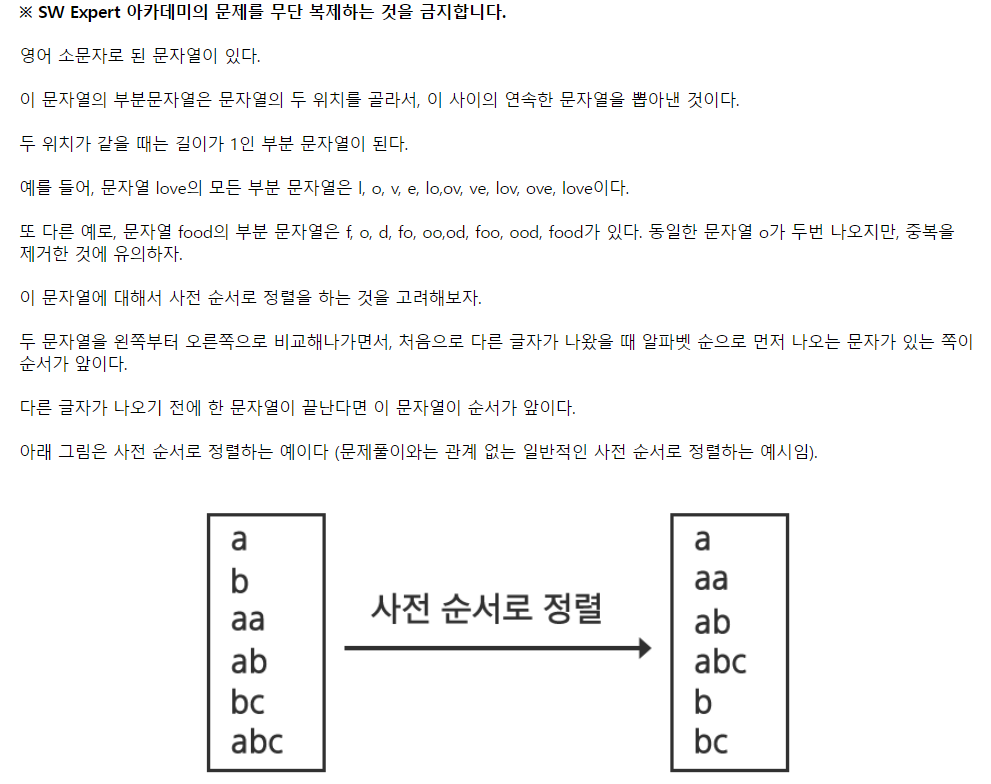 ※ SW Expert 아카데미의 문제를 무단 복제하는 것을 금지합니다.
영어 소문자로 된 문자열이 있다.
이 문자열의 부분문자열은 문자열의 두 위치를 골라서, 이 사이의 연속한 문자열을 뽑아낸 것이다.
두 위치가 같을 때는 길이가 1인 부분 문자열이 된다.
예를 들어, 문자열 love의 모든 부분 문자열은 l, o, v, e, lo,ov, ve, lov, ove, love이다.
또 다른 예로, 문자열 food의 부분 문자열은 f, o, d, fo, oo,od, foo, ood, food가 있다. 동일한 문자열 o가 두번 나오지만, 중복을
제거한 것에 유의하자.
이 문자열에 대해서 사전 순서로 정렬을 하는 것을 고려해보자.
두 문자열을 왼쪽부터 오른쪽으로 비교해나가면서, 처음으로 다른 글자가 나왔을 때 알파벳 순으로 먼저 나오는 문자가 있는 쪽이
순서가 앞이다.
다른 글자가 나오기 전에 한 문자열이 끝난다면 이 문자열이 순서가 앞이다.
아래 그림은 사전 순서로 정렬하는 예이다 (문제풀이와는 관계 없는 일반적인 사전 순서로 정렬하는 예시임).
a
b
aa
ab
bc
abc
사전 순서로 정렬
a
aa
ab
abc
b
bc